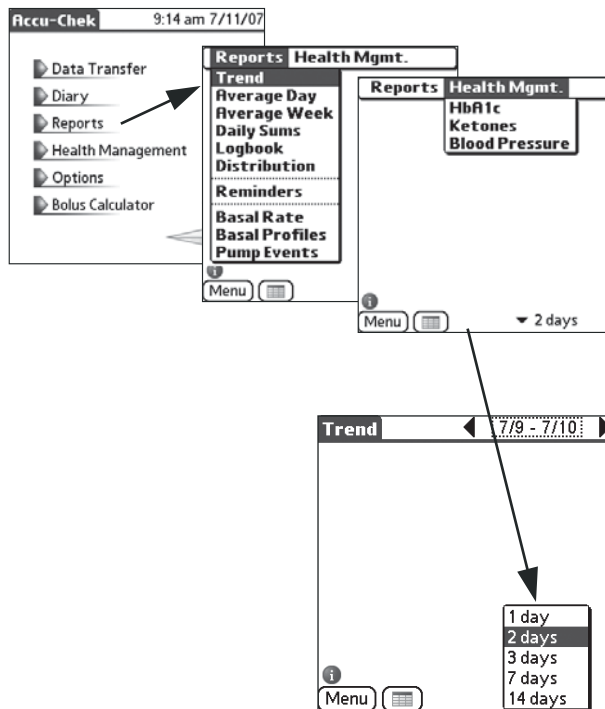 Accu-Chek 9:14 am 7/11/07
Data Transfer
Diary
Reports
Health Management
Options
Bolus Calculator
Reports Health Mgmt.
Trend
Average Day
Average Week
Daily Sums
Logbook
Distribution
Reminders
Basal Rate
Basal Profiles
Pump Events
Menu
Reports Health Mgmt.
HbA1c
Ketones
Blood Pressure
Menu 2 days
Trend 7/9 - 7/10
1 day
2 days
3 days
7 days
14 days
Menu